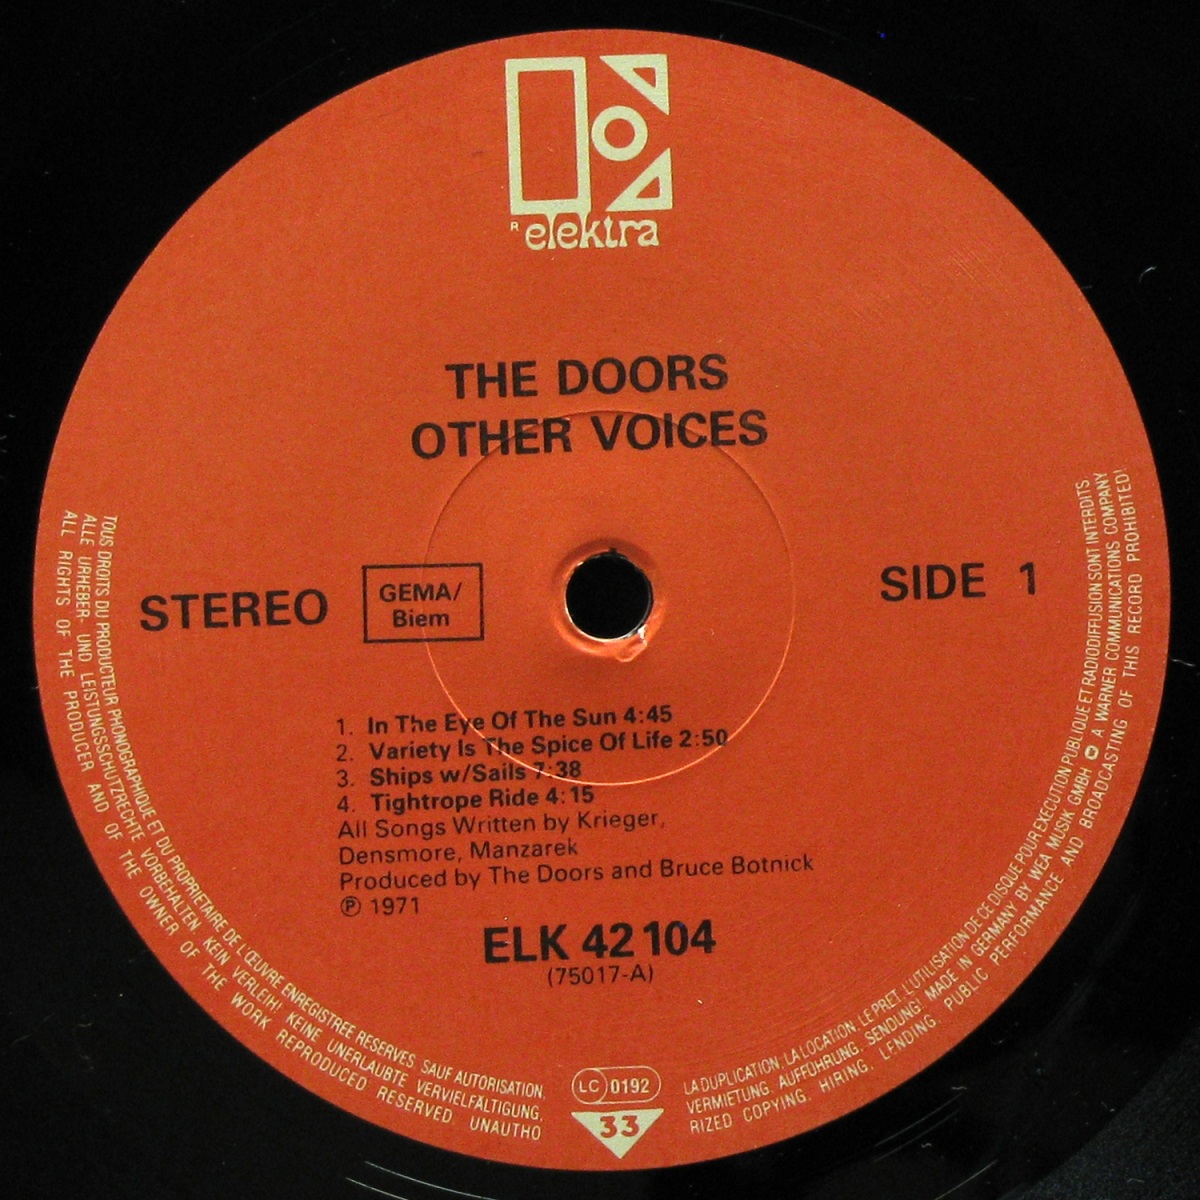 R elektra
THE DOORS
OTHER VOICES
STEREO
GEMA/
Biem
SIDE 1
1. In The Eye Of The Sun 4:45
2. Variety Is The Spice Of Life 2:50
3. Ships w/Sails 7:38
4. Tightrope Ride 4:15
All Songs Written by Krieger,
Densmore, Manzarek
Produced by The Doors and Bruce Botnick
℗ 1971
ELK 42 104
(75017-A)
LC 0192
33
TOUS DROITS DU PRODUCTEUR PHONOGRAPHIQUE ET DU PROPRIETAIRE DE L'ŒUVRE ENREGISTREE RESERVES. SAUF AUTORISATION, LA DUPLICATION, LA LOCATION, LE PRET, L'UTILISATION DE CE DISQUE POUR EXECUTION PUBLIQUE ET RADIODIFFUSION SONT INTERDITS
ALLE URHEBER- UND LEISTUNGSSCHUTZRECHTE VORBEHALTEN. KEIN VERLEIH! KEINE UNERLAUBTE VERVIELFÄLTIGUNG, VERMIETUNG, AUFFÜHRUNG, SENDUNG! MADE IN GERMANY BY WEA MUSIK GMBH A WARNER COMMUNICATIONS COMPANY
ALL RIGHTS OF THE PRODUCER AND OF THE OWNER OF THE WORK REPRODUCED RESERVED. UNAUTHORIZED COPYING, HIRING, LENDING, PUBLIC PERFORMANCE AND BROADCASTING OF THIS RECORD PROHIBITED!